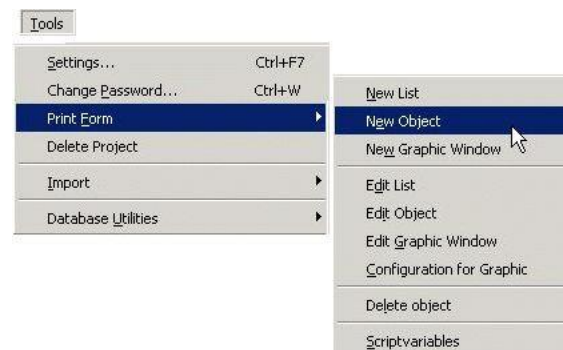 Tools
Settings... Ctrl+F7
Change Password... Ctrl+W
Print Form
Delete Project
Import
Database Utilities
New List
New Object
New Graphic Window
Edit List
Edit Object
Edit Graphic Window
Configuration for Graphic
Delete object
Scriptvariables